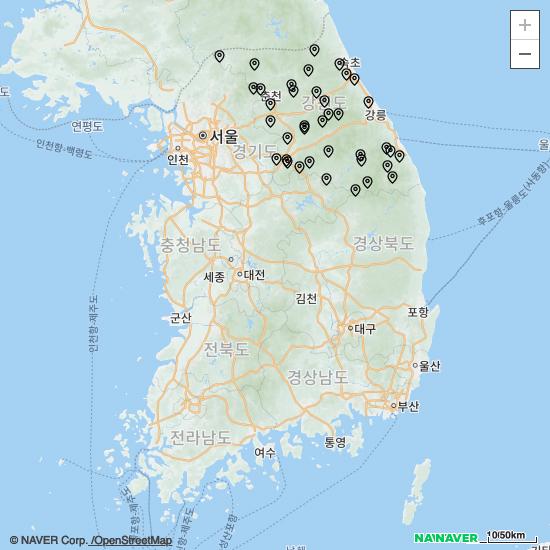 +
−
속초
춘천
강원도
강릉
연평도
서울
인천
경기도
인천항-백령도
울
후포항-울릉도(사동항)
충청남도
경상북도
세종
대전
김천
군산
인천항-제주도
포항
대구
전북도
울산
경상남도
부산
전라남도
여수
통영
© NAVER Corp. /OpenStreetMap
NA\NAVER
10/50km